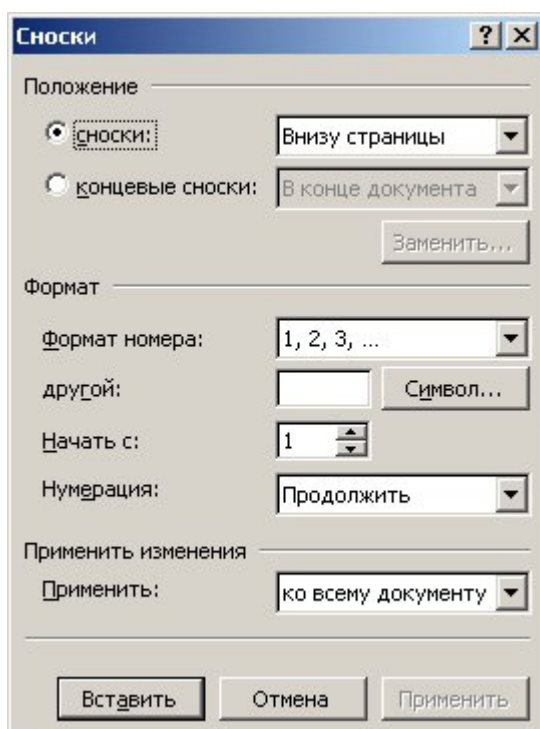 Сноски
Положение
сноски: Внизу страницы
концевые сноски: В конце документа
Заменить...
Формат
Формат номера: 1, 2, 3, ...
другой: Символ...
Начать с: 1
Нумерация: Продолжить
Применить изменения
Применить: ко всему документу
Вставить Отмена Применить